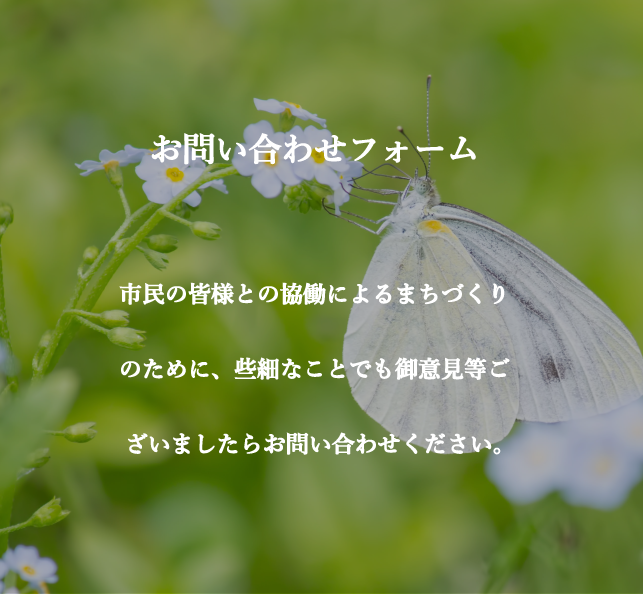 お問い合わせフォーム
市民の皆様との協働によるまちづくり
のために、些細なことでも御意見等ご
ざいましたらお問い合わせください。